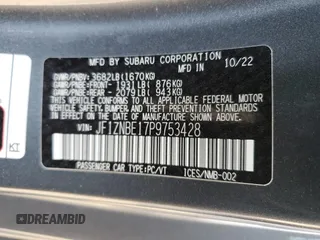 MFD BY SUBARU CORPORATION 10/22
GVWR/PNBV: 3682LB(1670KG) MADE IN
GAWR/PNBE:FRONT- 1931LB( 876KG)
GAWR/PNBE:REAR - 2079LB( 943KG)
THIS VEHICLE CONFORMS TO ALL APPLICABLE
FEDERAL MOTOR VEHICLE SAFETY, BUMPER, AND
THEFT PREVENTION STANDARDS
IN EFFECT ON THE DATE OF
MANUFACTURE SHOWN ABOVE.
JF1ZNBE17P9753428
PASSENGER CAR TYPE:PC/VT
ICES/NMB-002
KT
DREAMBID